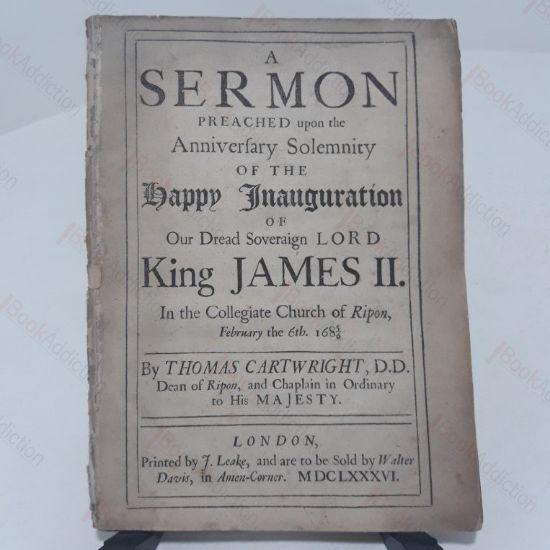 A
SERMON
PREACHED upon the
Anniverſary Solemnity
OF THE
Happy Inauguration
OF
Our Dread Soveraign LORD
King JAMES II.
In the Collegiate Church of Ripon,
February the 6th. 168⅚
By THOMAS CARTWRIGHT, D.D.
Dean of Ripon, and Chaplain in Ordinary
to His MAJESTY.
LONDON,
Printed by J. Leake, and are to be Sold by Walter
Davis, in Amen-Corner. MDCLXXXVI.
BookAddiction